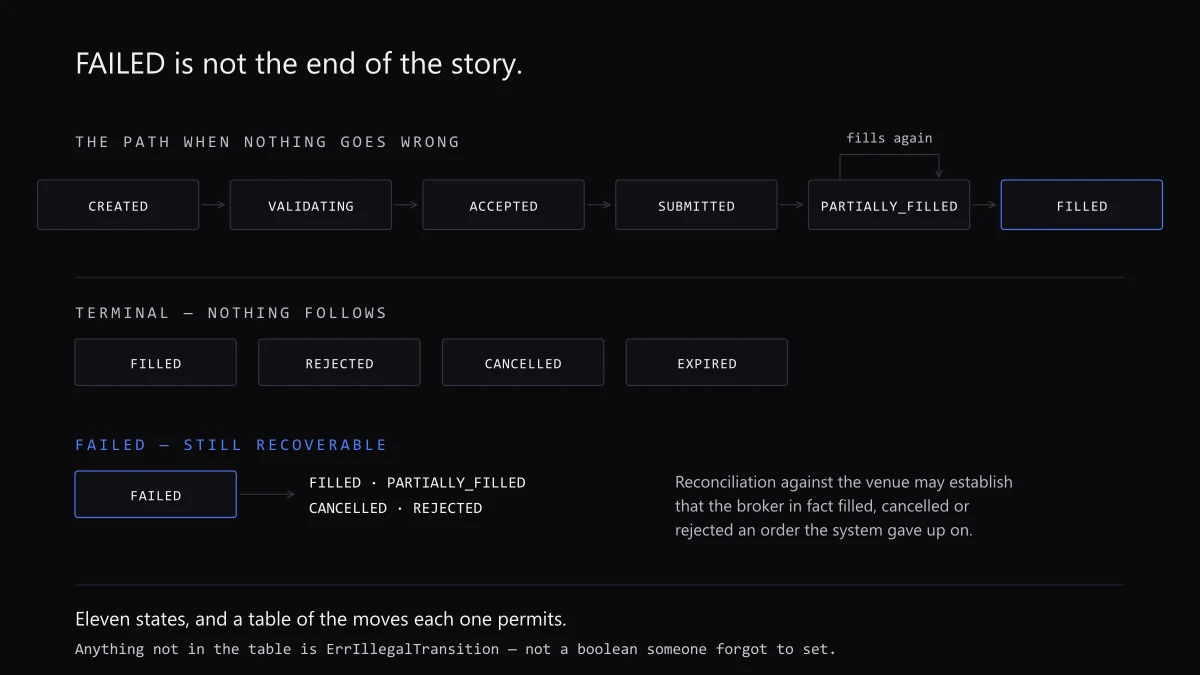 FAILED is not the end of the story.
THE PATH WHEN NOTHING GOES WRONG
fills again
CREATED
VALIDATING
ACCEPTED
SUBMITTED
PARTIALLY_FILLED
FILLED
TERMINAL — NOTHING FOLLOWS
FILLED
REJECTED
CANCELLED
EXPIRED
FAILED — STILL RECOVERABLE
FAILED
FILLED · PARTIALLY_FILLED
CANCELLED · REJECTED
Reconciliation against the venue may establish
that the broker in fact filled, cancelled or
rejected an order the system gave up on.
Eleven states, and a table of the moves each one permits.
Anything not in the table is ErrIllegalTransition — not a boolean someone forgot to set.